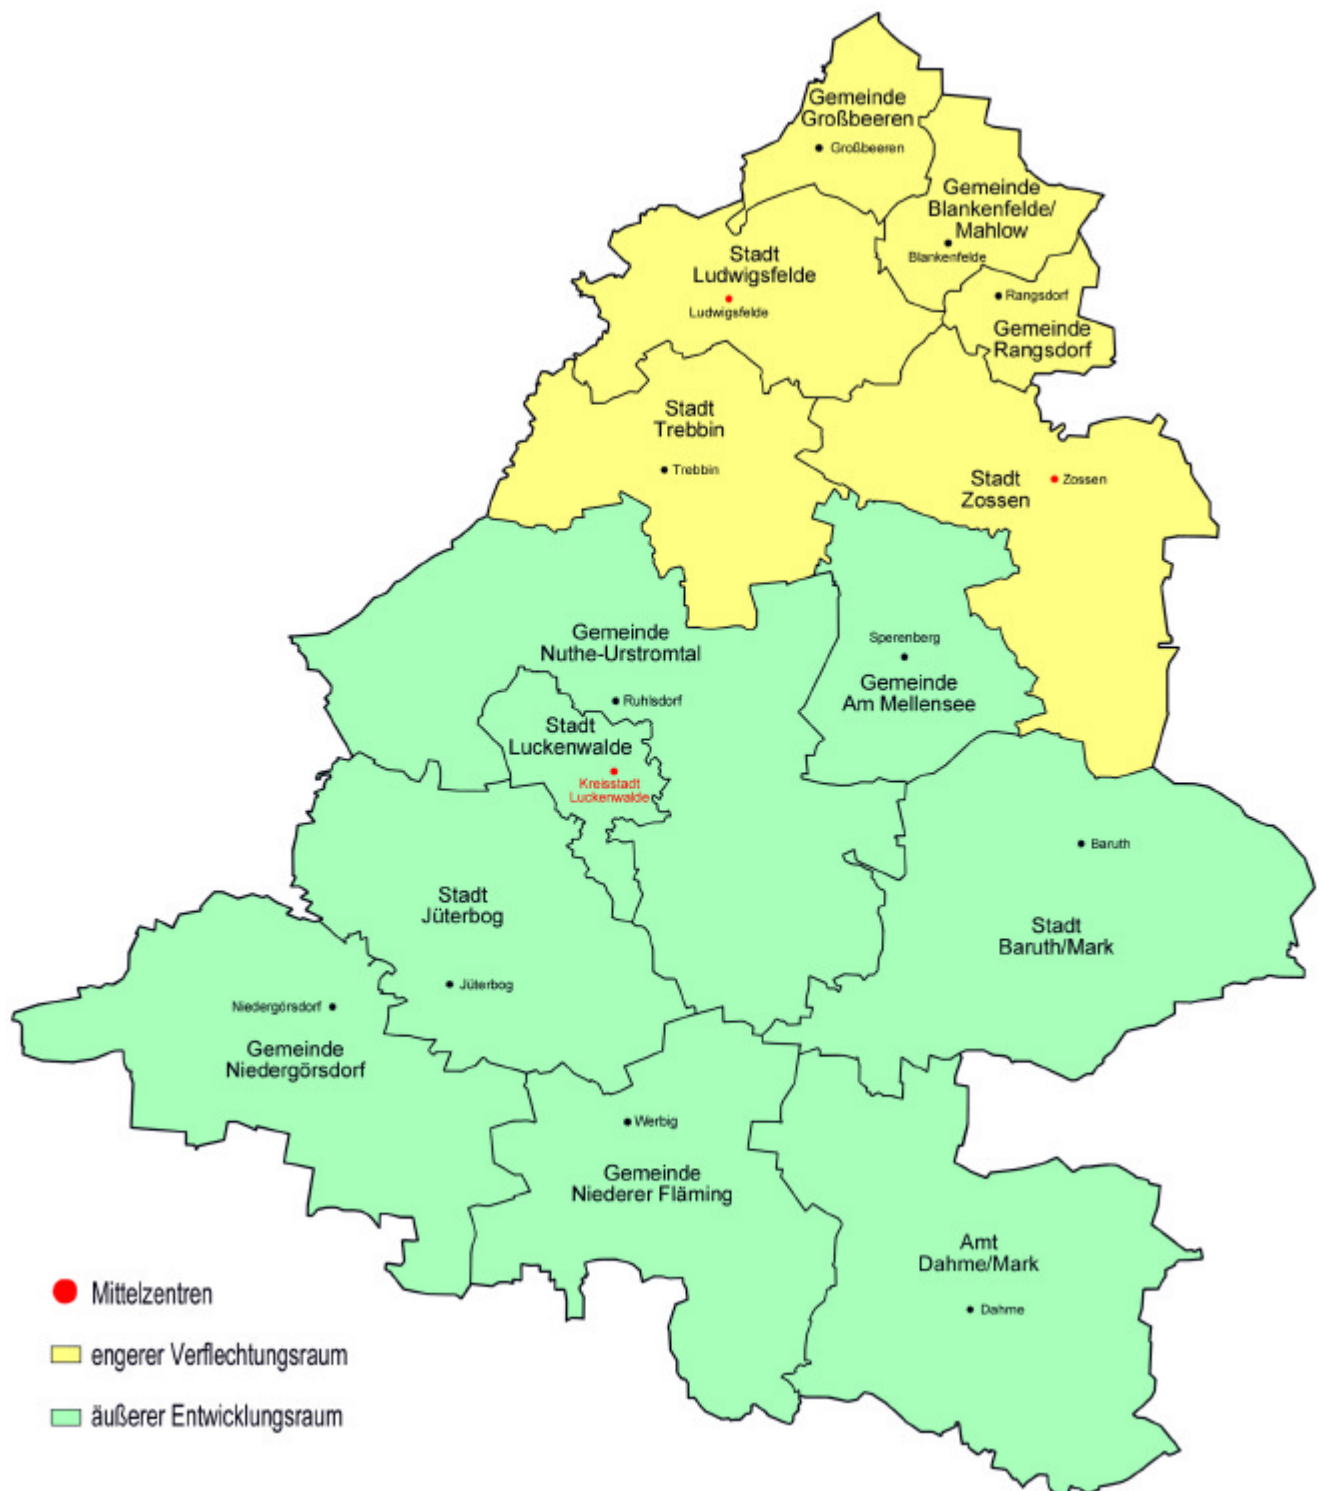 Gemeinde
Großbeeren
Großbeeren
Gemeinde
Blankenfelde/
Mahlow
Blankenfelde
Stadt
Ludwigsfelde
Ludwigsfelde
Rangsdorf
Gemeinde
Rangsdorf
Stadt
Trebbin
Trebbin
Stadt
Zossen
Zossen
Gemeinde
Nuthe-Urstromtal
Ruhlsdorf
Sperenberg
Gemeinde
Am Mellensee
Stadt
Luckenwalde
Kreisstadt
Luckenwalde
Baruth
Stadt
Baruth/Mark
Stadt
Jüterbog
Jüterbog
Niedergörsdorf
Gemeinde
Niedergörsdorf
Werbig
Gemeinde
Niederer Fläming
Amt
Dahme/Mark
Dahme
Mittelzentren
engerer Verflechtungsraum
äußerer Entwicklungsraum